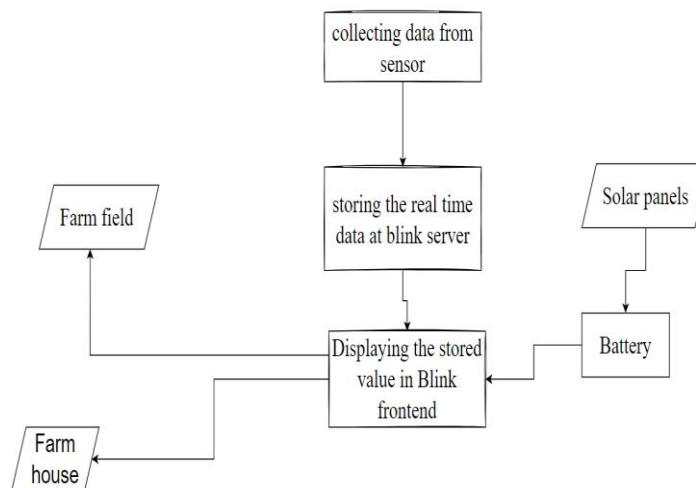 collecting data from
sensor
storing the real time
data at blink server
Solar panels
Farm field
Displaying the stored
value in Blink
frontend
Battery
Farm
house